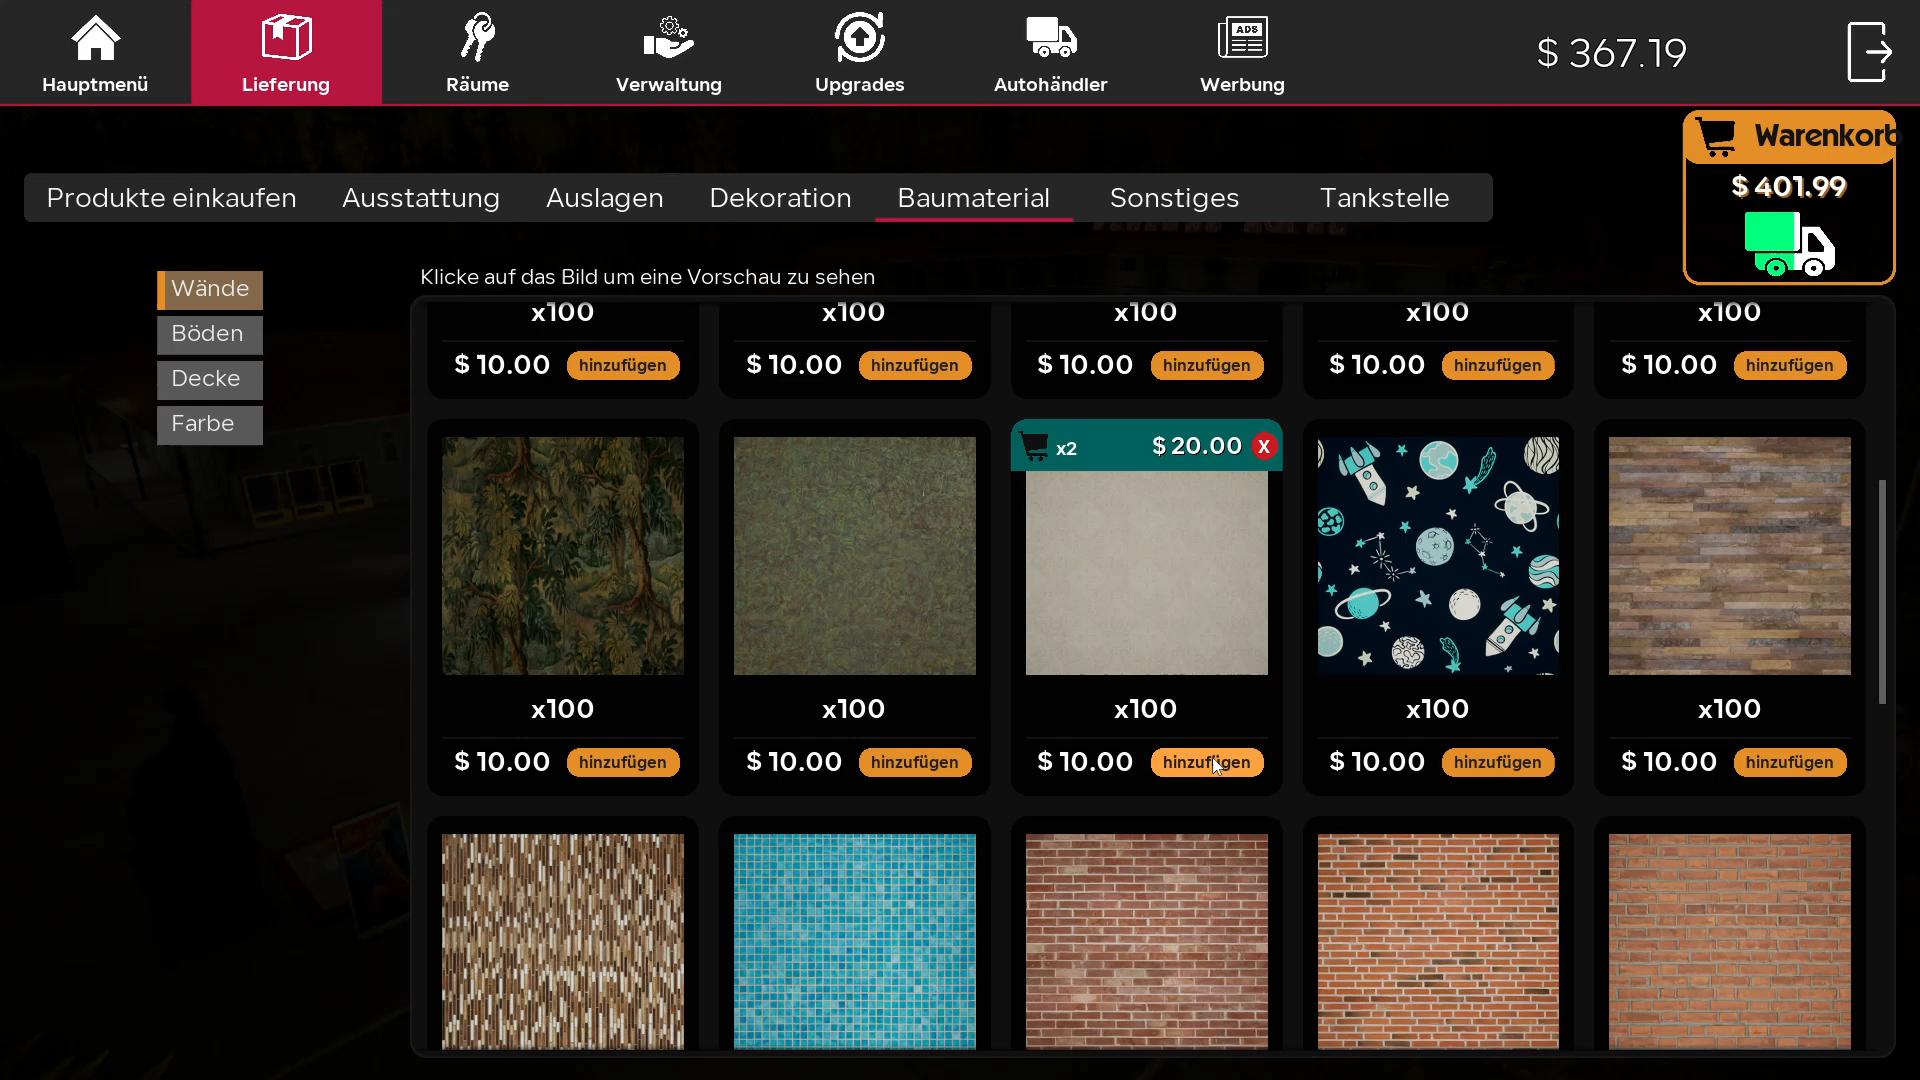 Hauptmenü
Lieferung
Räume
Verwaltung
Upgrades
Autohändler
ADS
Werbung
$ 367.19
Warenkorb
$ 401.99
Produkte einkaufen
Ausstattung
Auslagen
Dekoration
Baumaterial
Sonstiges
Tankstelle
Wände
Böden
Decke
Farbe
Klicke auf das Bild um eine Vorschau zu sehen
x100
x100
x100
x100
x100
$ 10.00 hinzufügen
$ 10.00 hinzufügen
$ 10.00 hinzufügen
$ 10.00 hinzufügen
$ 10.00 hinzufügen
x2 $ 20.00 X
x100
x100
x100
x100
x100
$ 10.00 hinzufügen
$ 10.00 hinzufügen
$ 10.00 hinzufügen
$ 10.00 hinzufügen
$ 10.00 hinzufügen